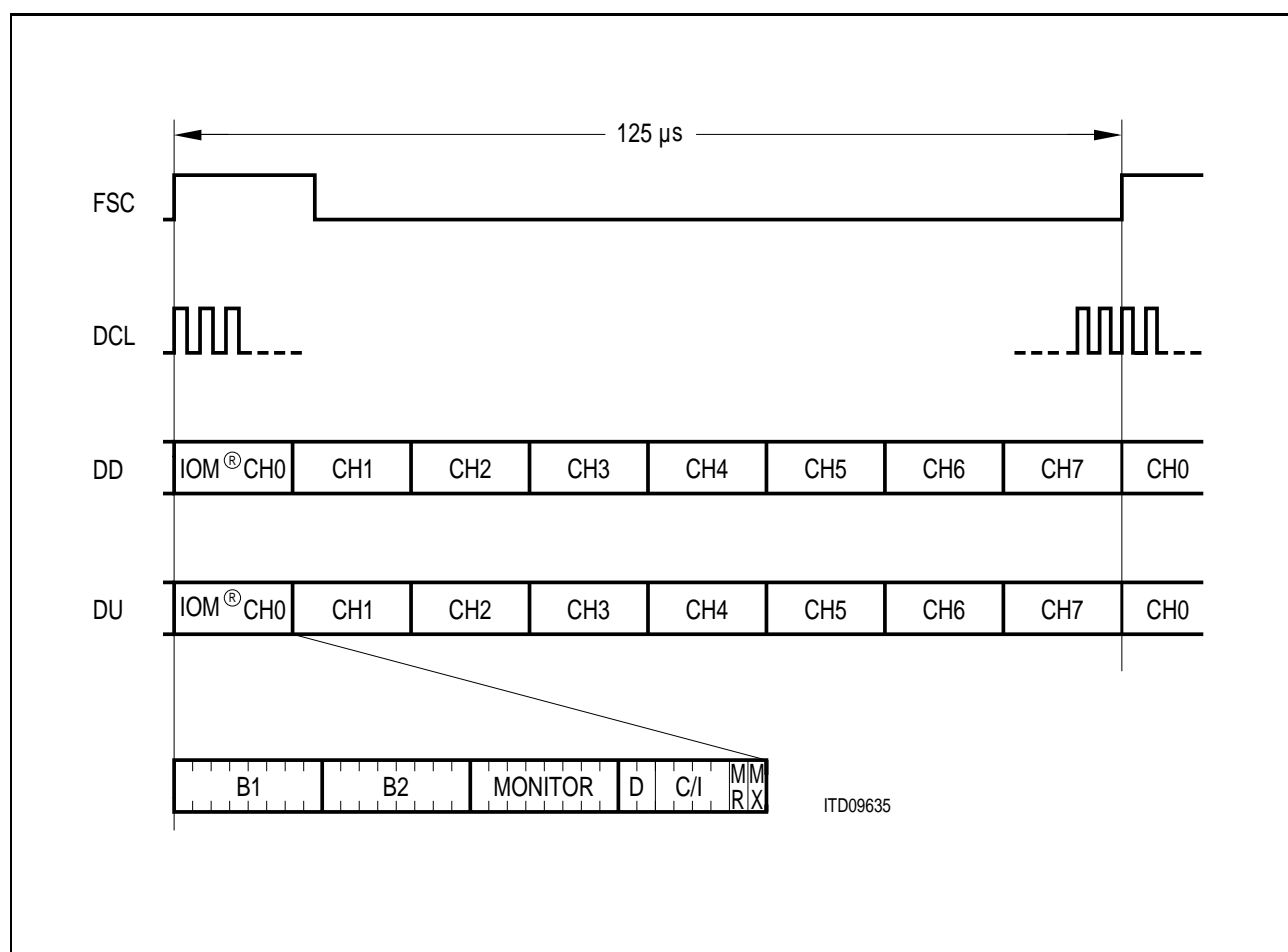 125 µs
FSC
DCL
DD IOM®CH0 CH1 CH2 CH3 CH4 CH5 CH6 CH7 CH0
DU IOM®CH0 CH1 CH2 CH3 CH4 CH5 CH6 CH7 CH0
B1 B2 MONITOR D C/I MR MX
ITD09635